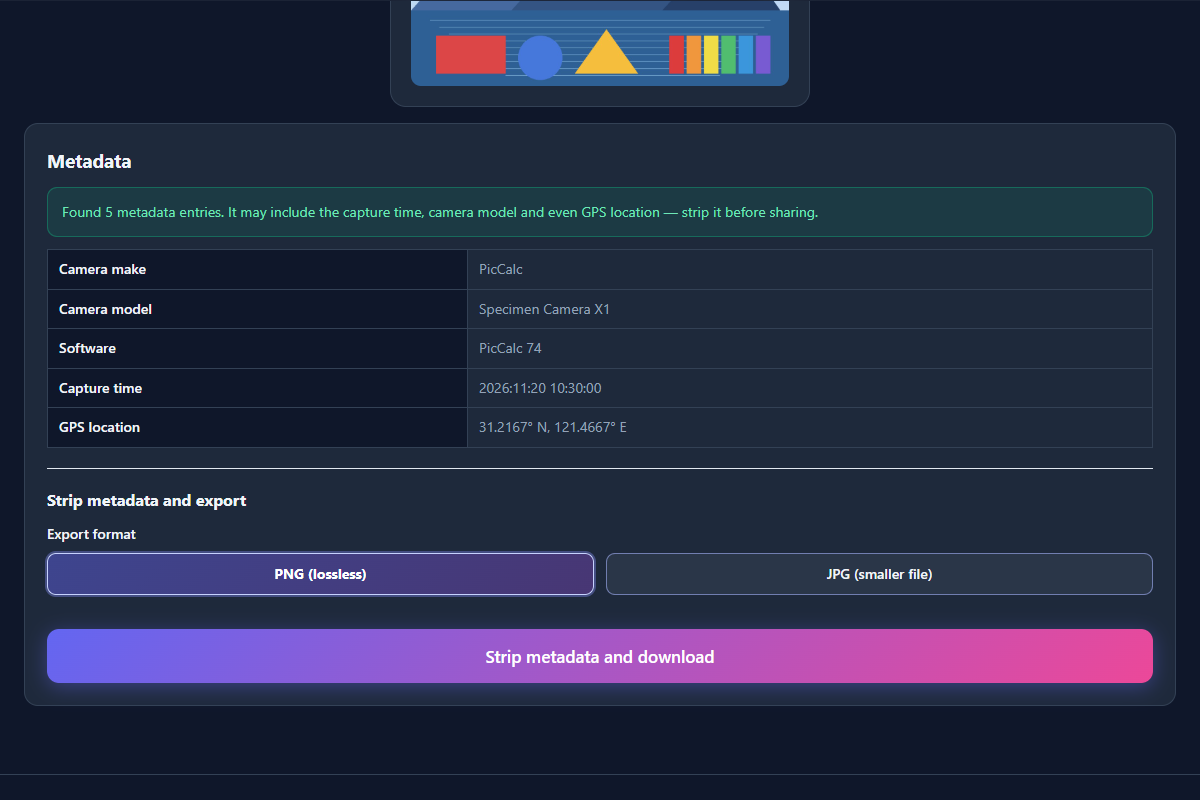 Metadata
Found 5 metadata entries. It may include the capture time, camera model and even GPS location — strip it before sharing.
Camera make PicCalc
Camera model Specimen Camera X1
Software PicCalc 74
Capture time 2026:11:20 10:30:00
GPS location 31.2167° N, 121.4667° E
Strip metadata and export
Export format
PNG (lossless) JPG (smaller file)
Strip metadata and download